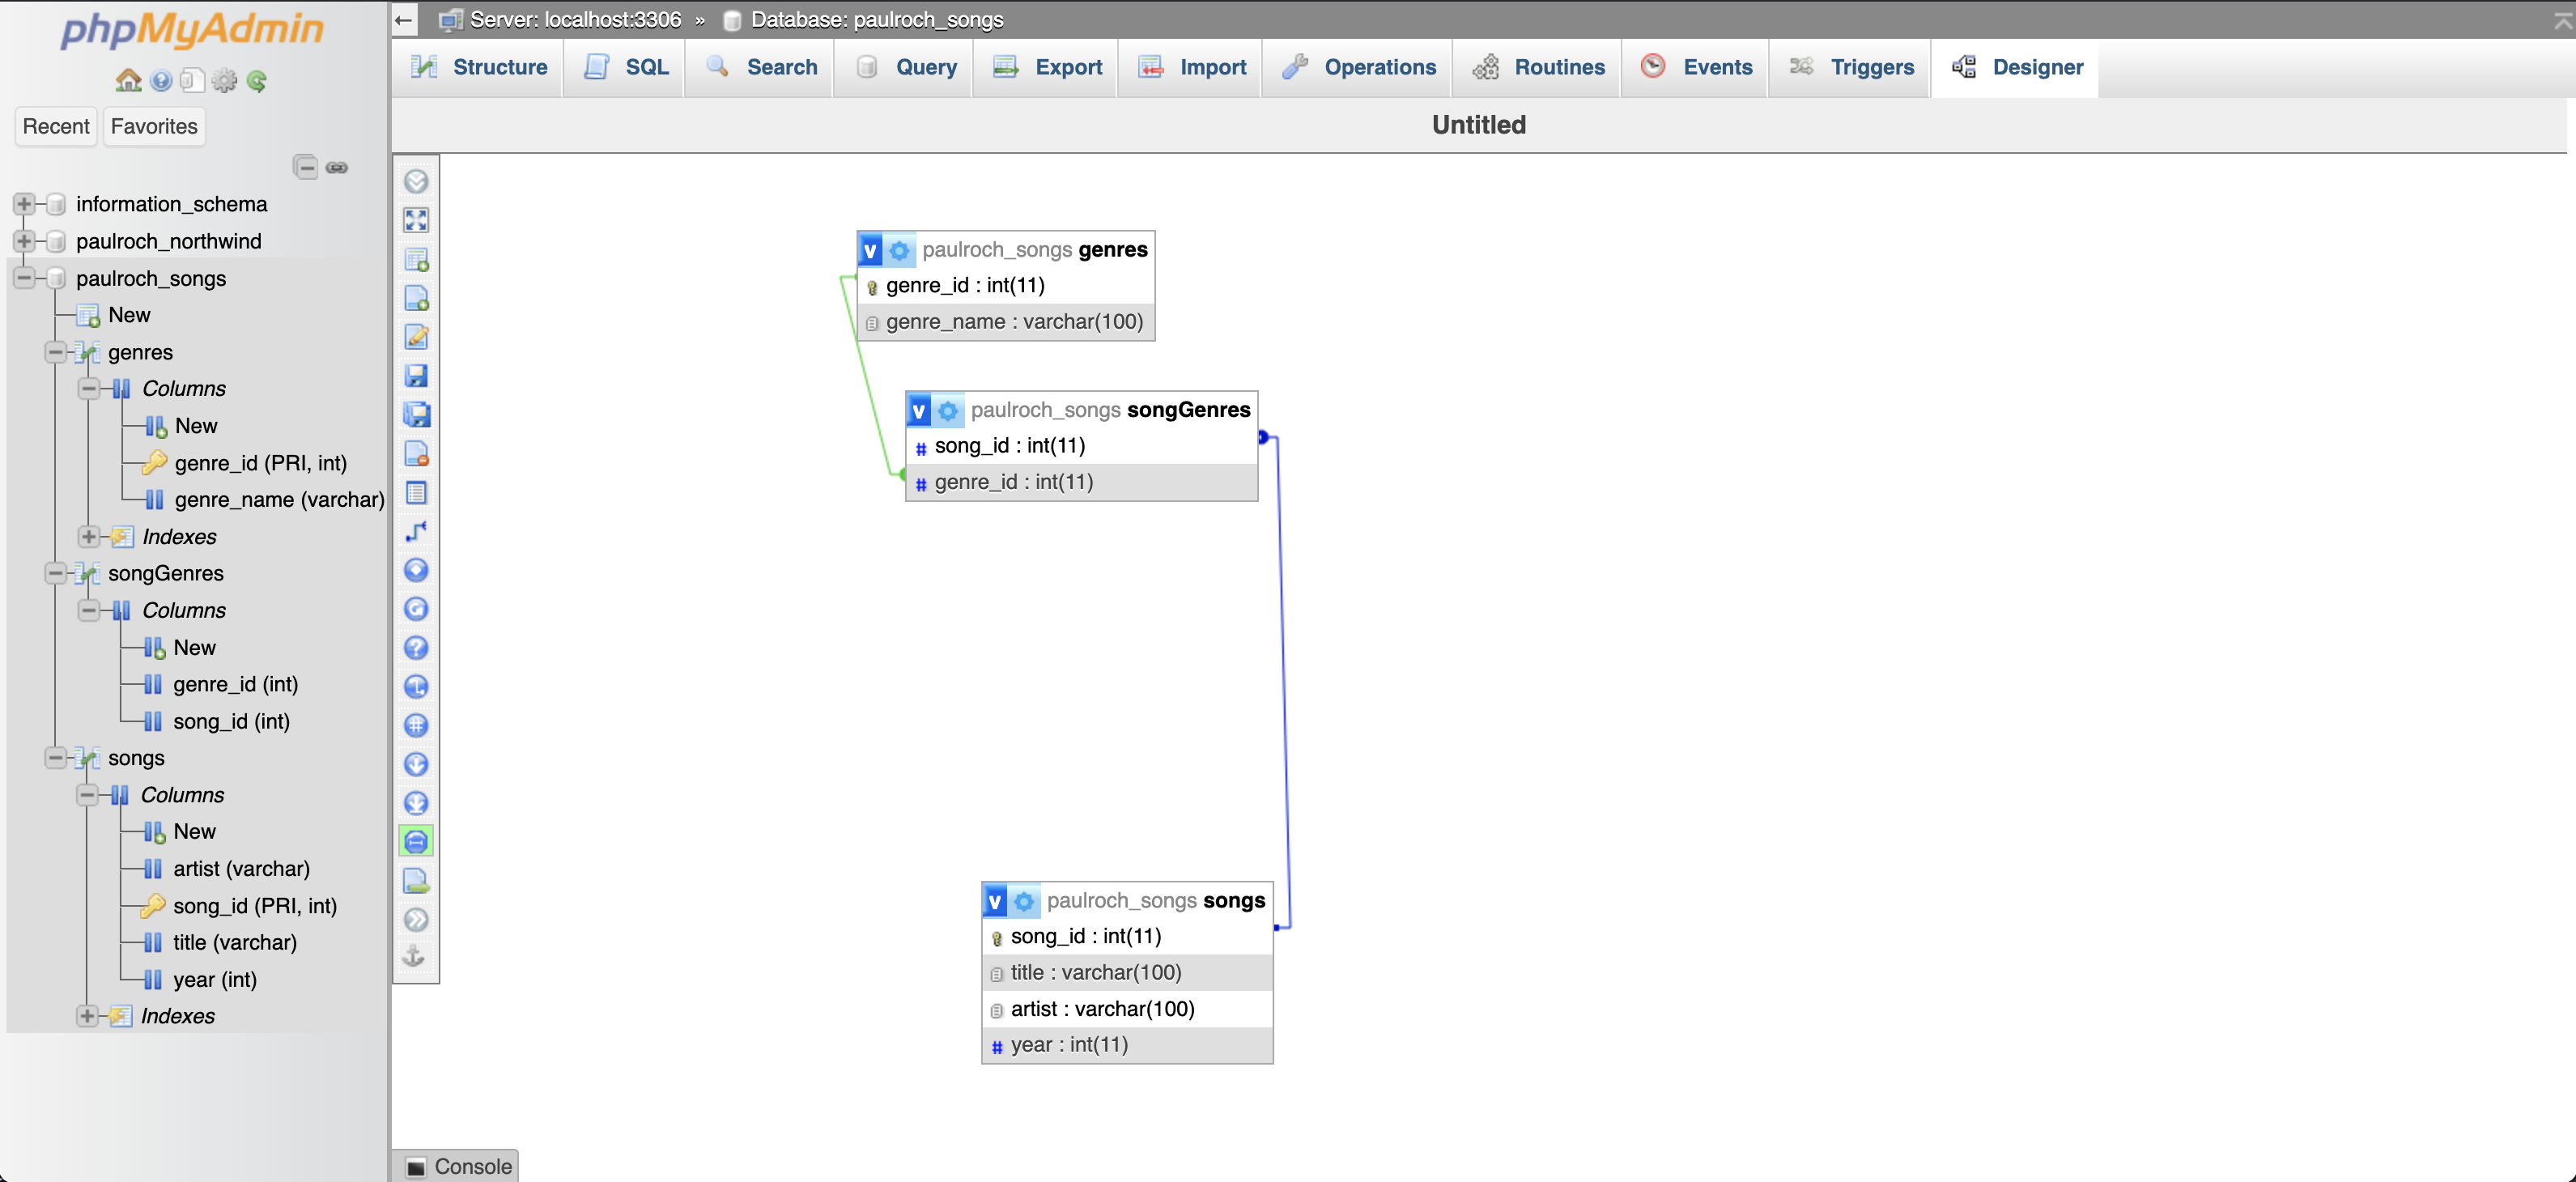 phpMyAdmin
Recent Favorites
information_schema
paulroch_northwind
paulroch_songs
New
genres
Columns
New
genre_id (PRI, int)
genre_name (varchar)
Indexes
songGenres
Columns
New
genre_id (int)
song_id (int)
songs
Columns
New
artist (varchar)
song_id (PRI, int)
title (varchar)
year (int)
Indexes
Server: localhost:3306 » Database: paulroch_songs
Structure SQL Search Query Export Import Operations Routines Events Triggers Designer
Untitled
v paulroch_songs genres
genre_id : int(11)
genre_name : varchar(100)
v paulroch_songs songGenres
# song_id : int(11)
# genre_id : int(11)
v paulroch_songs songs
song_id : int(11)
title : varchar(100)
artist : varchar(100)
# year : int(11)
Console